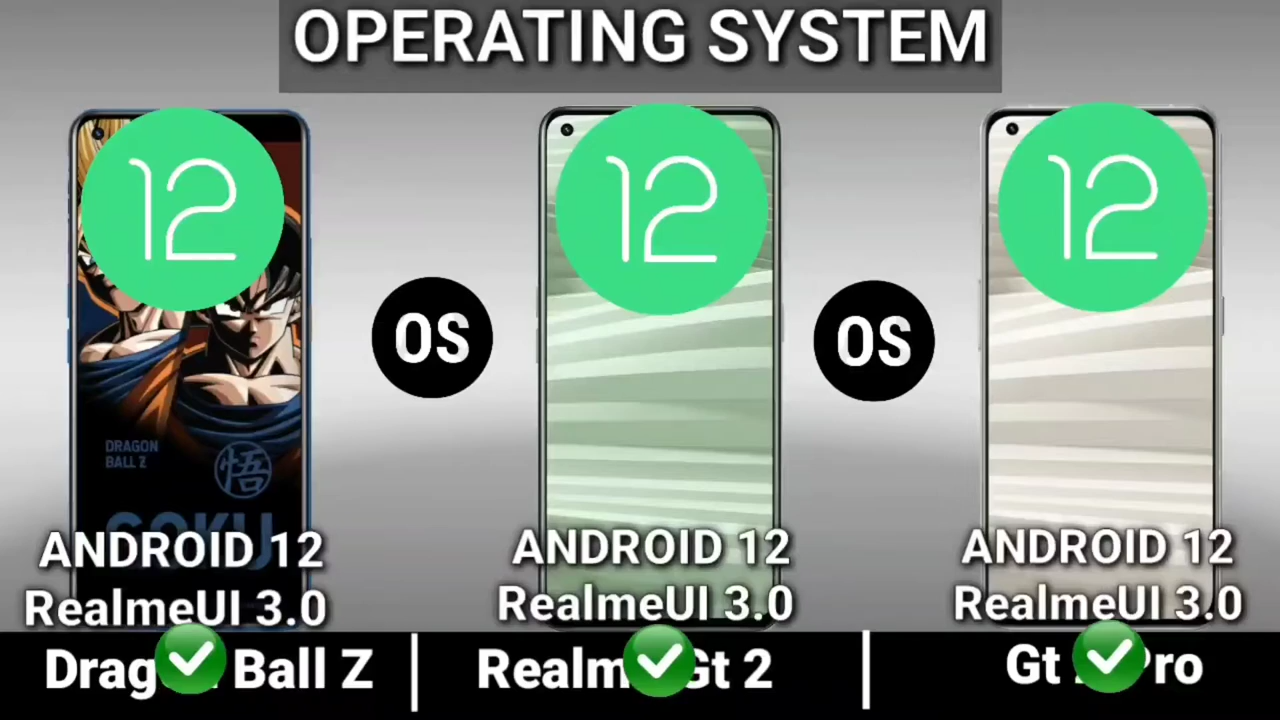 OPERATING SYSTEM
12
12
12
OS
OS
DRAGON
BALL Z
悟
GOKU
ANDROID 12
RealmeUI 3.0
ANDROID 12
RealmeUI 3.0
ANDROID 12
RealmeUI 3.0
Ball Z
Gt 2
Gt